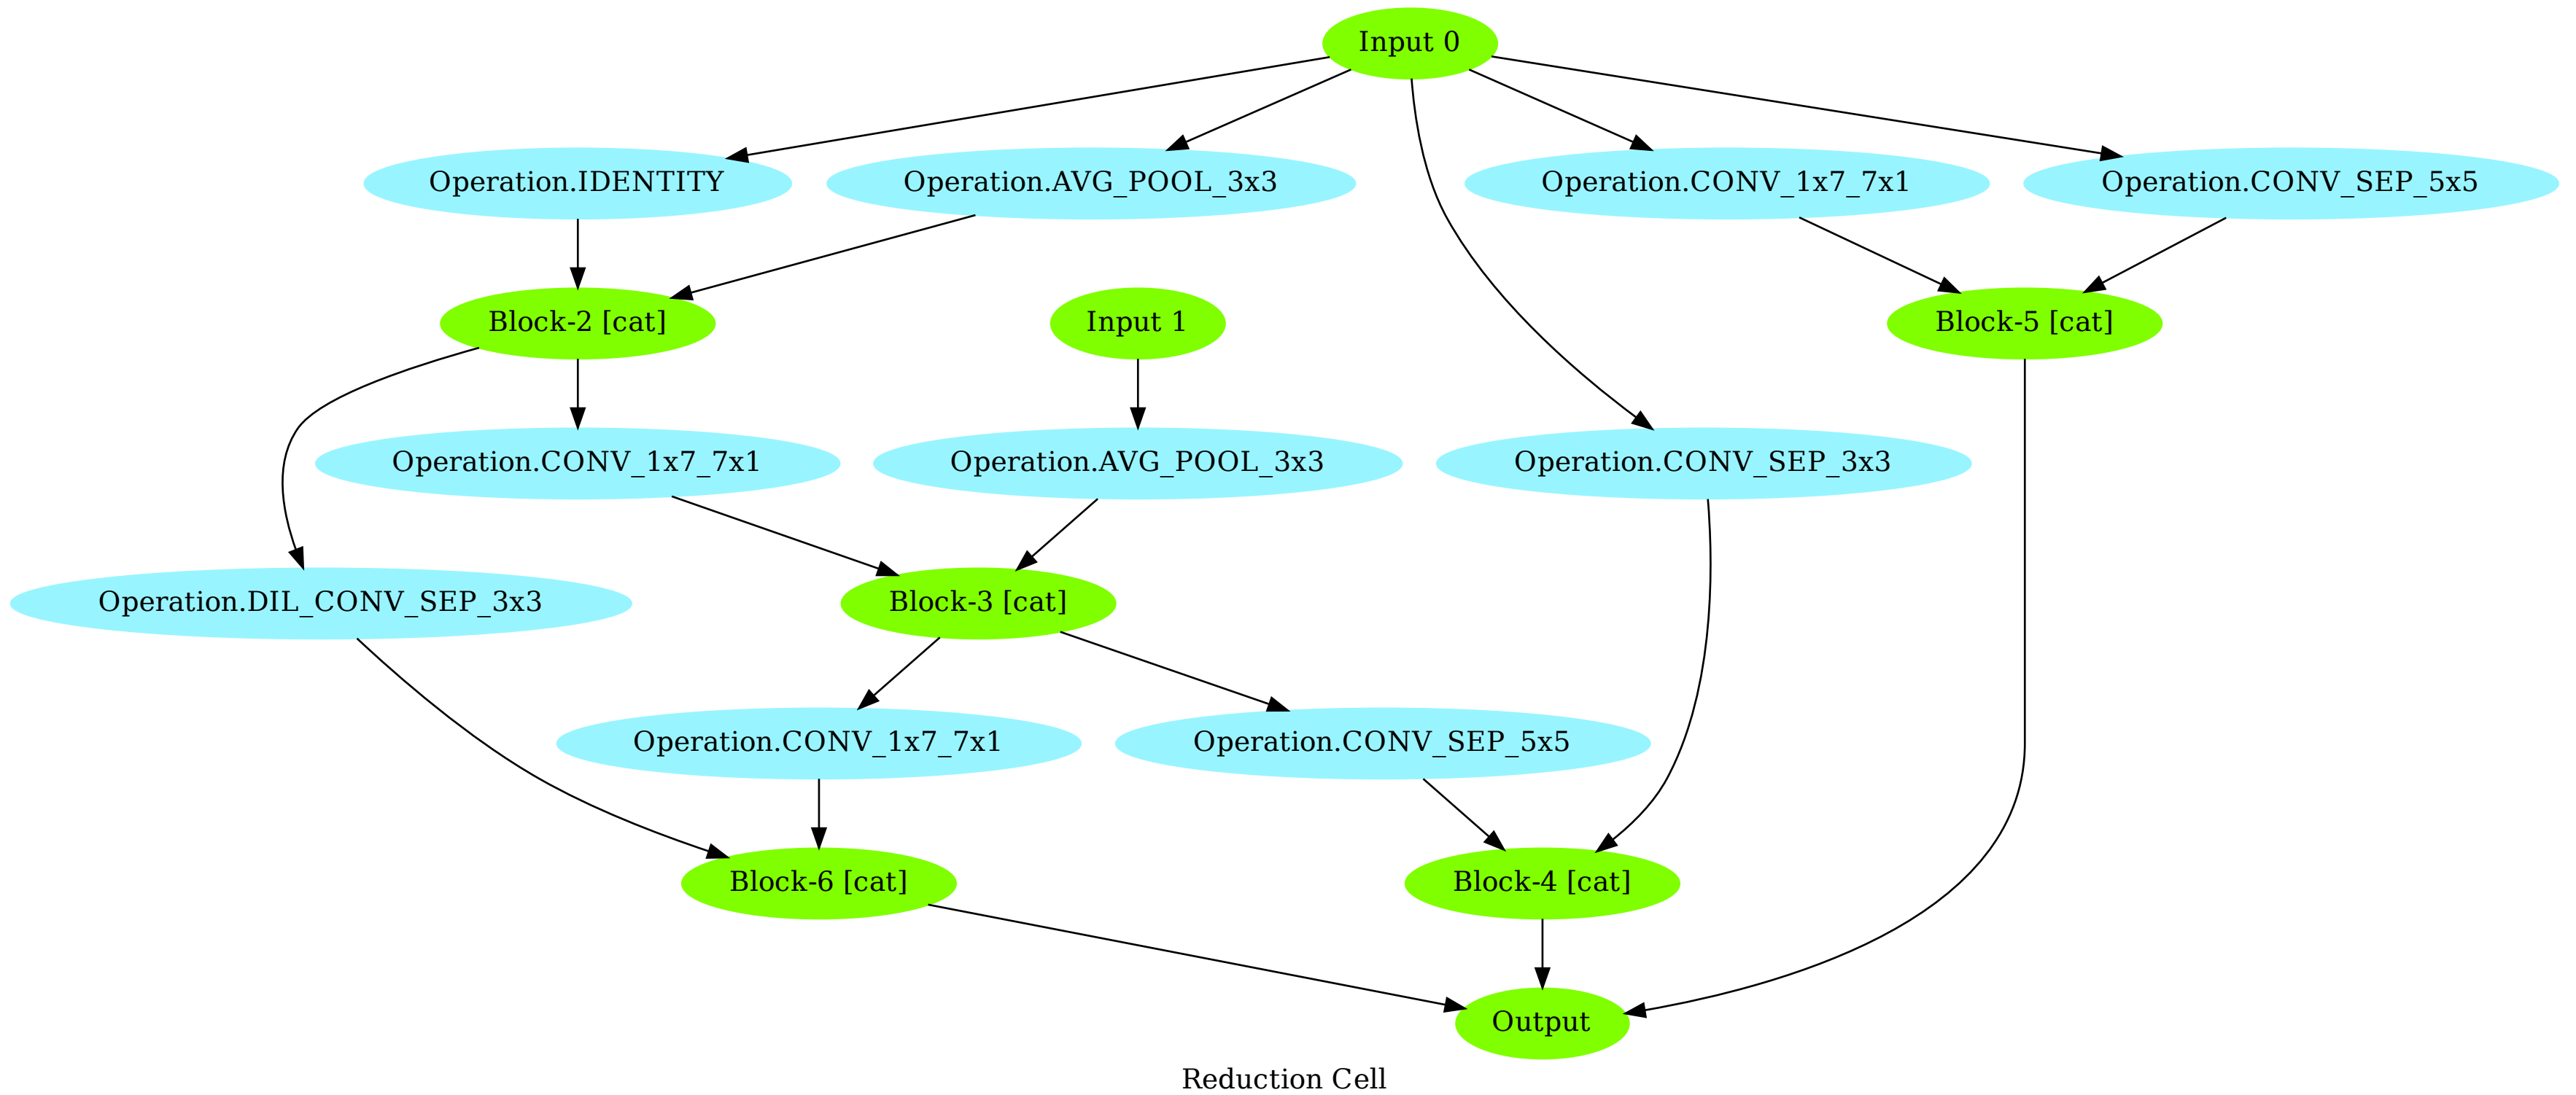 Input 0
Operation.IDENTITY
Operation.AVG_POOL_3x3
Operation.CONV_1x7_7x1
Operation.CONV_SEP_5x5
Block-2 [cat]
Input 1
Block-5 [cat]
Operation.CONV_1x7_7x1
Operation.AVG_POOL_3x3
Operation.CONV_SEP_3x3
Operation.DIL_CONV_SEP_3x3
Block-3 [cat]
Operation.CONV_1x7_7x1
Operation.CONV_SEP_5x5
Block-6 [cat]
Block-4 [cat]
Output
Reduction Cell